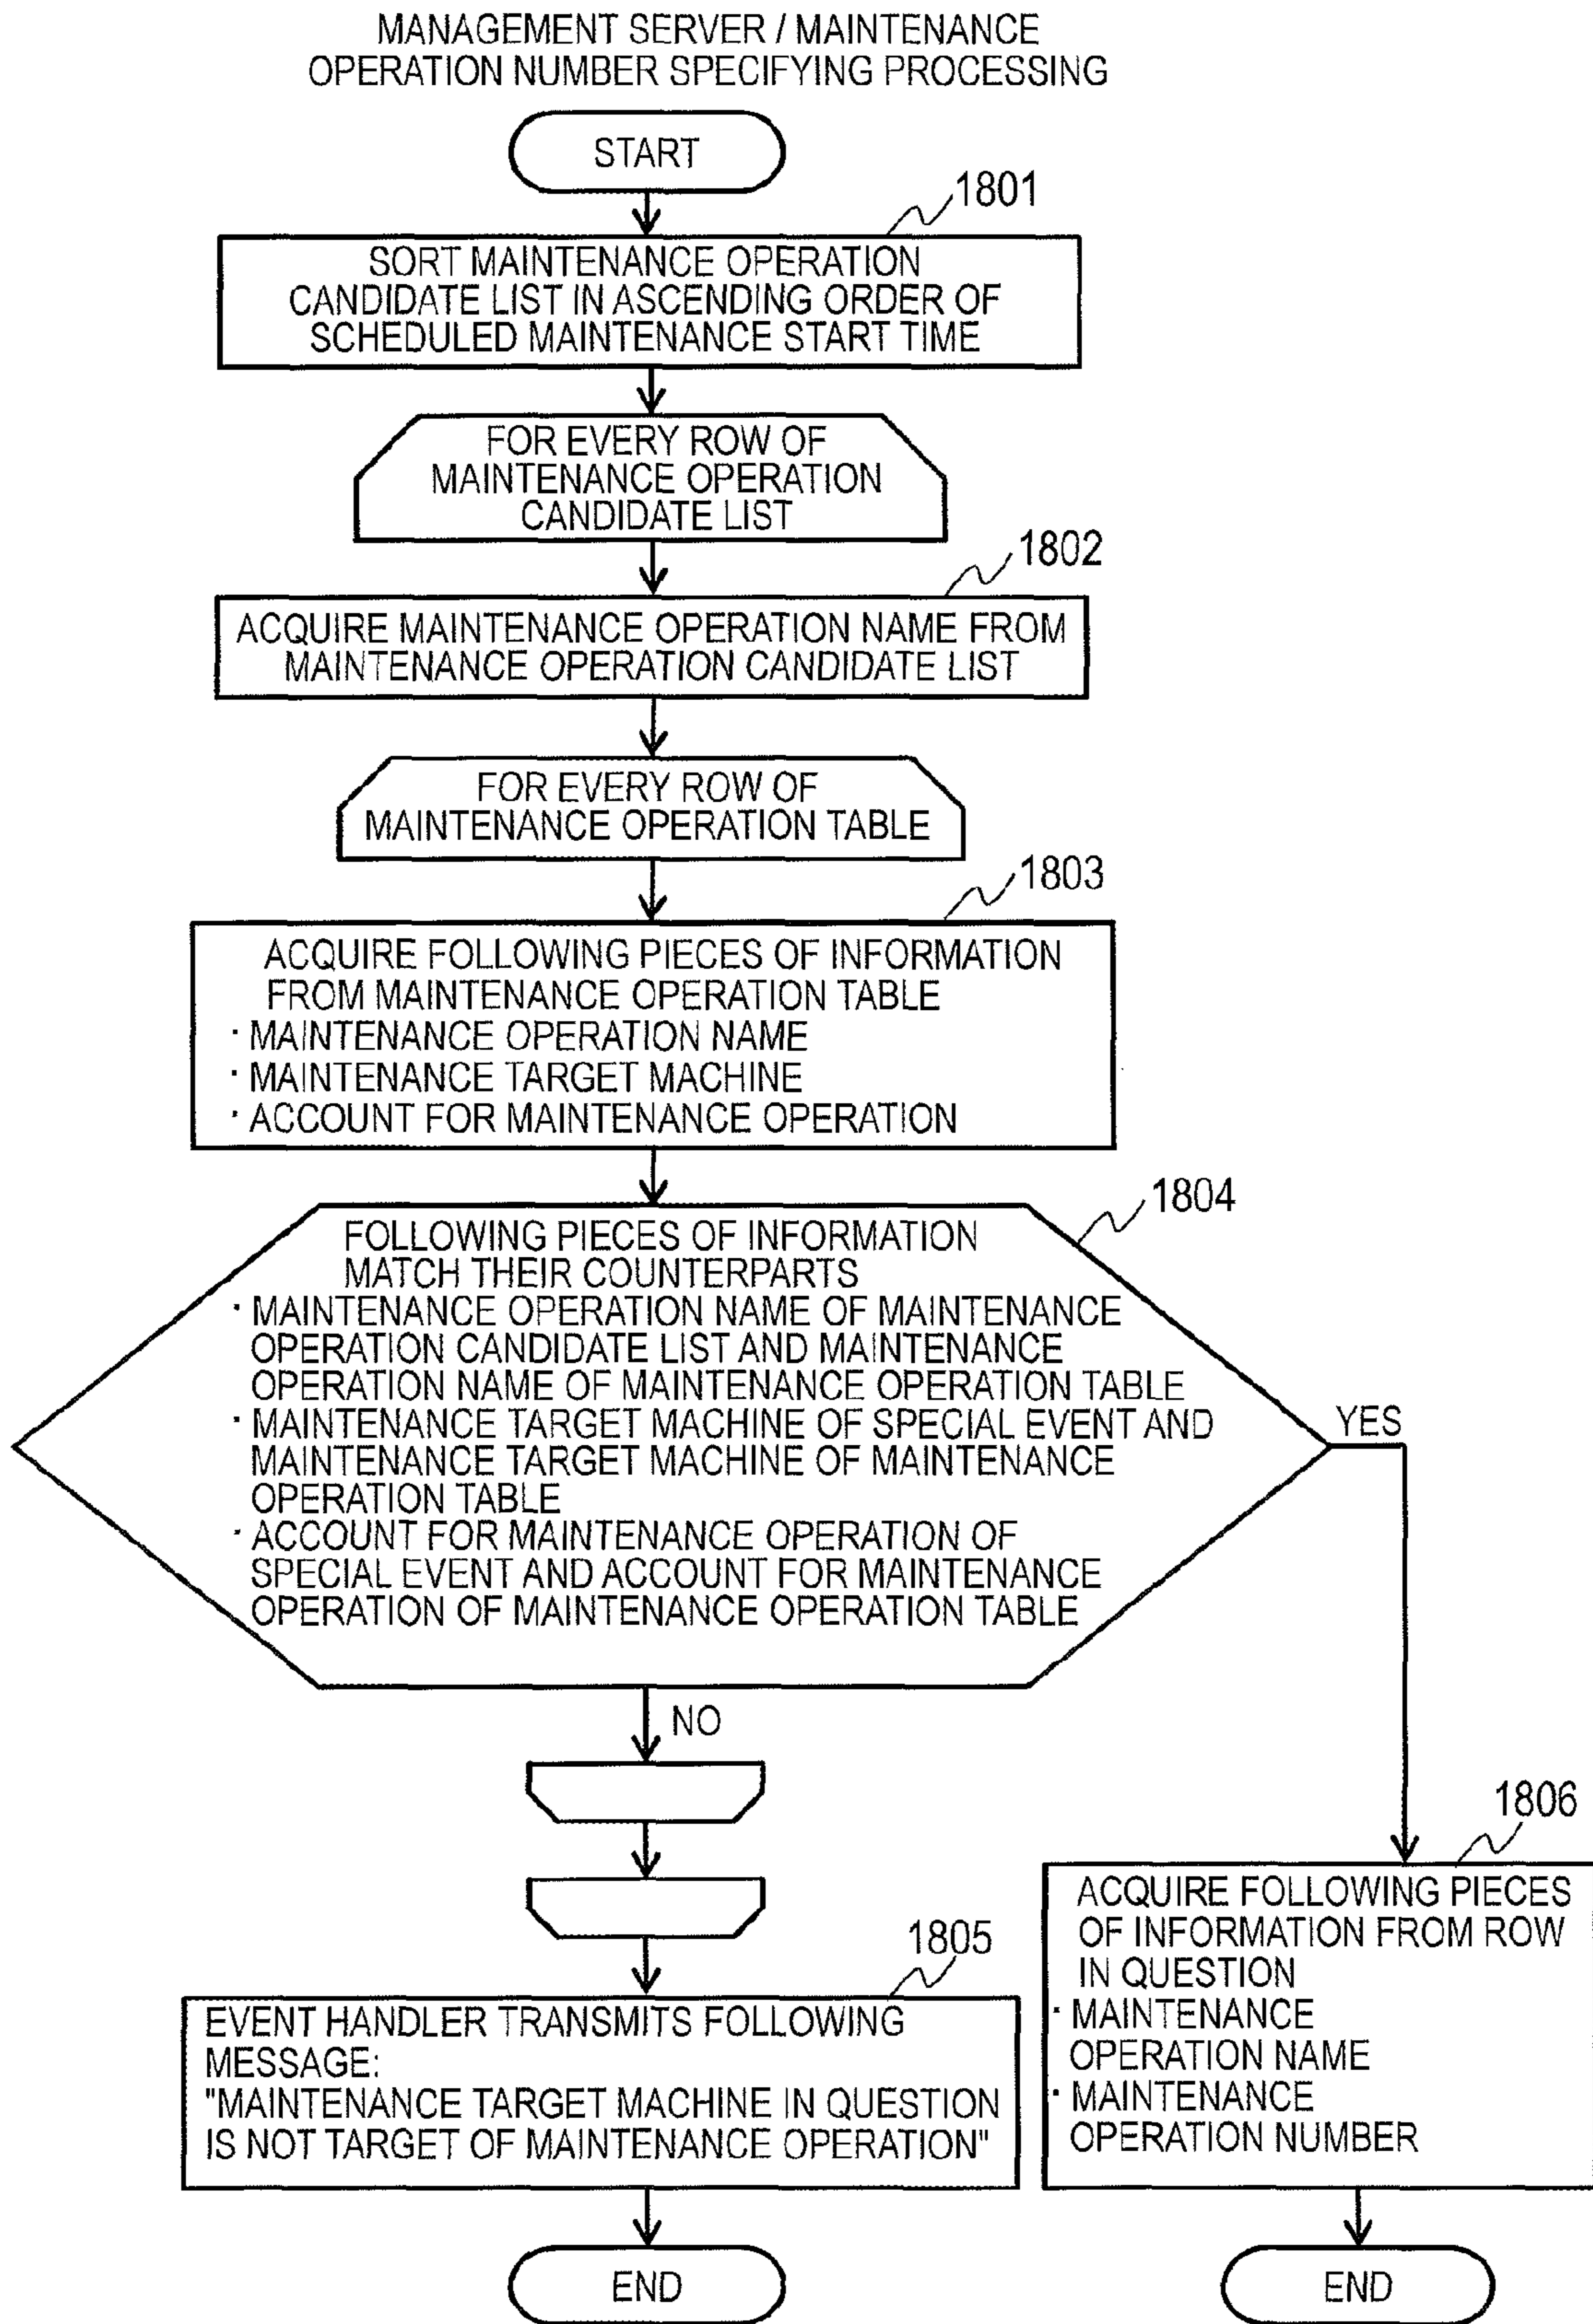 MANAGEMENT SERVER / MAINTENANCE
OPERATION NUMBER SPECIFYING PROCESSING
START
1801
SORT MAINTENANCE OPERATION
CANDIDATE LIST IN ASCENDING ORDER OF
SCHEDULED MAINTENANCE START TIME
FOR EVERY ROW OF
MAINTENANCE OPERATION
CANDIDATE LIST
1802
ACQUIRE MAINTENANCE OPERATION NAME FROM
MAINTENANCE OPERATION CANDIDATE LIST
FOR EVERY ROW OF
MAINTENANCE OPERATION TABLE
1803
ACQUIRE FOLLOWING PIECES OF INFORMATION
FROM MAINTENANCE OPERATION TABLE
· MAINTENANCE OPERATION NAME
· MAINTENANCE TARGET MACHINE
· ACCOUNT FOR MAINTENANCE OPERATION
1804
FOLLOWING PIECES OF INFORMATION
MATCH THEIR COUNTERPARTS
· MAINTENANCE OPERATION NAME OF MAINTENANCE
OPERATION CANDIDATE LIST AND MAINTENANCE
OPERATION NAME OF MAINTENANCE OPERATION TABLE
· MAINTENANCE TARGET MACHINE OF SPECIAL EVENT AND
MAINTENANCE TARGET MACHINE OF MAINTENANCE
OPERATION TABLE
· ACCOUNT FOR MAINTENANCE OPERATION OF
SPECIAL EVENT AND ACCOUNT FOR MAINTENANCE
OPERATION OF MAINTENANCE OPERATION TABLE
YES
NO
1805
EVENT HANDLER TRANSMITS FOLLOWING
MESSAGE:
"MAINTENANCE TARGET MACHINE IN QUESTION
IS NOT TARGET OF MAINTENANCE OPERATION"
END
1806
ACQUIRE FOLLOWING PIECES
OF INFORMATION FROM ROW
IN QUESTION
· MAINTENANCE
OPERATION NAME
· MAINTENANCE
OPERATION NUMBER
END